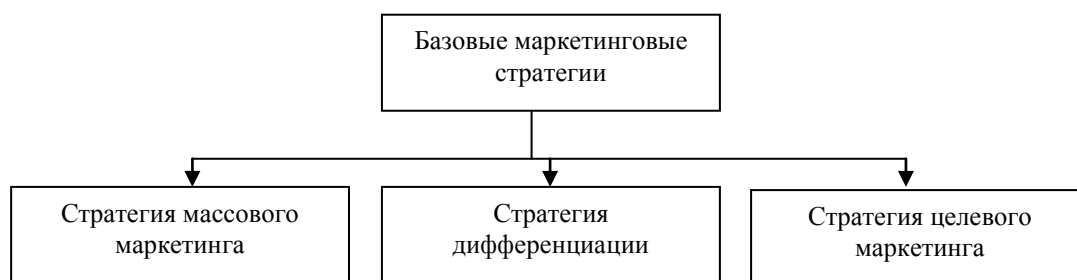 Базовые маркетинговые
стратегии
Стратегия массового
маркетинга
Стратегия
дифференциации
Стратегия целевого
маркетинга